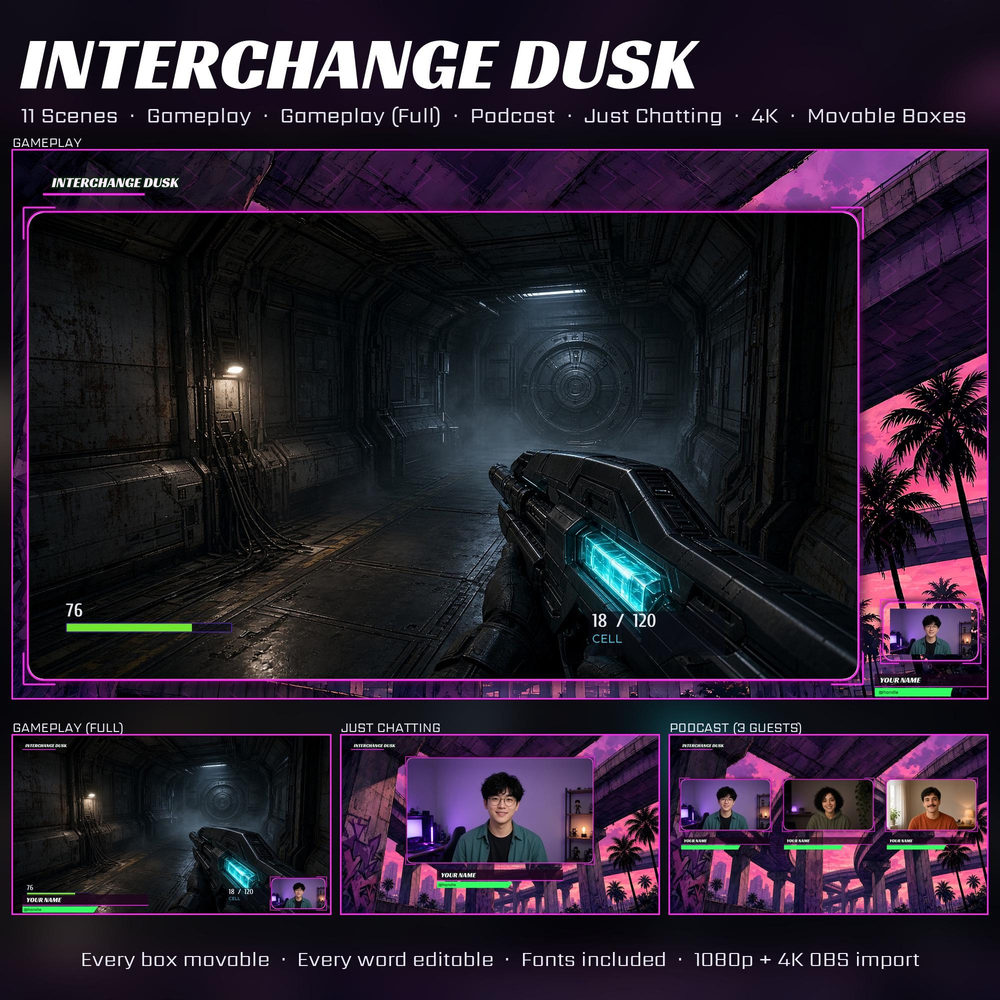 INTERCHANGE DUSK
11 Scenes · Gameplay · Gameplay (Full) · Podcast · Just Chatting · 4K · Movable Boxes
GAMEPLAY
INTERCHANGE DUSK
76
18 / 120
CELL
YOUR NAME
@handle
GAMEPLAY (FULL)
INTERCHANGE DUSK
76
YOUR NAME
@handle
18 / 120
CELL
JUST CHATTING
INTERCHANGE DUSK
YOUR NAME
@handle
PODCAST (3 GUESTS)
INTERCHANGE DUSK
YOUR NAME
YOUR NAME
YOUR NAME
Every box movable · Every word editable · Fonts included · 1080p + 4K OBS import